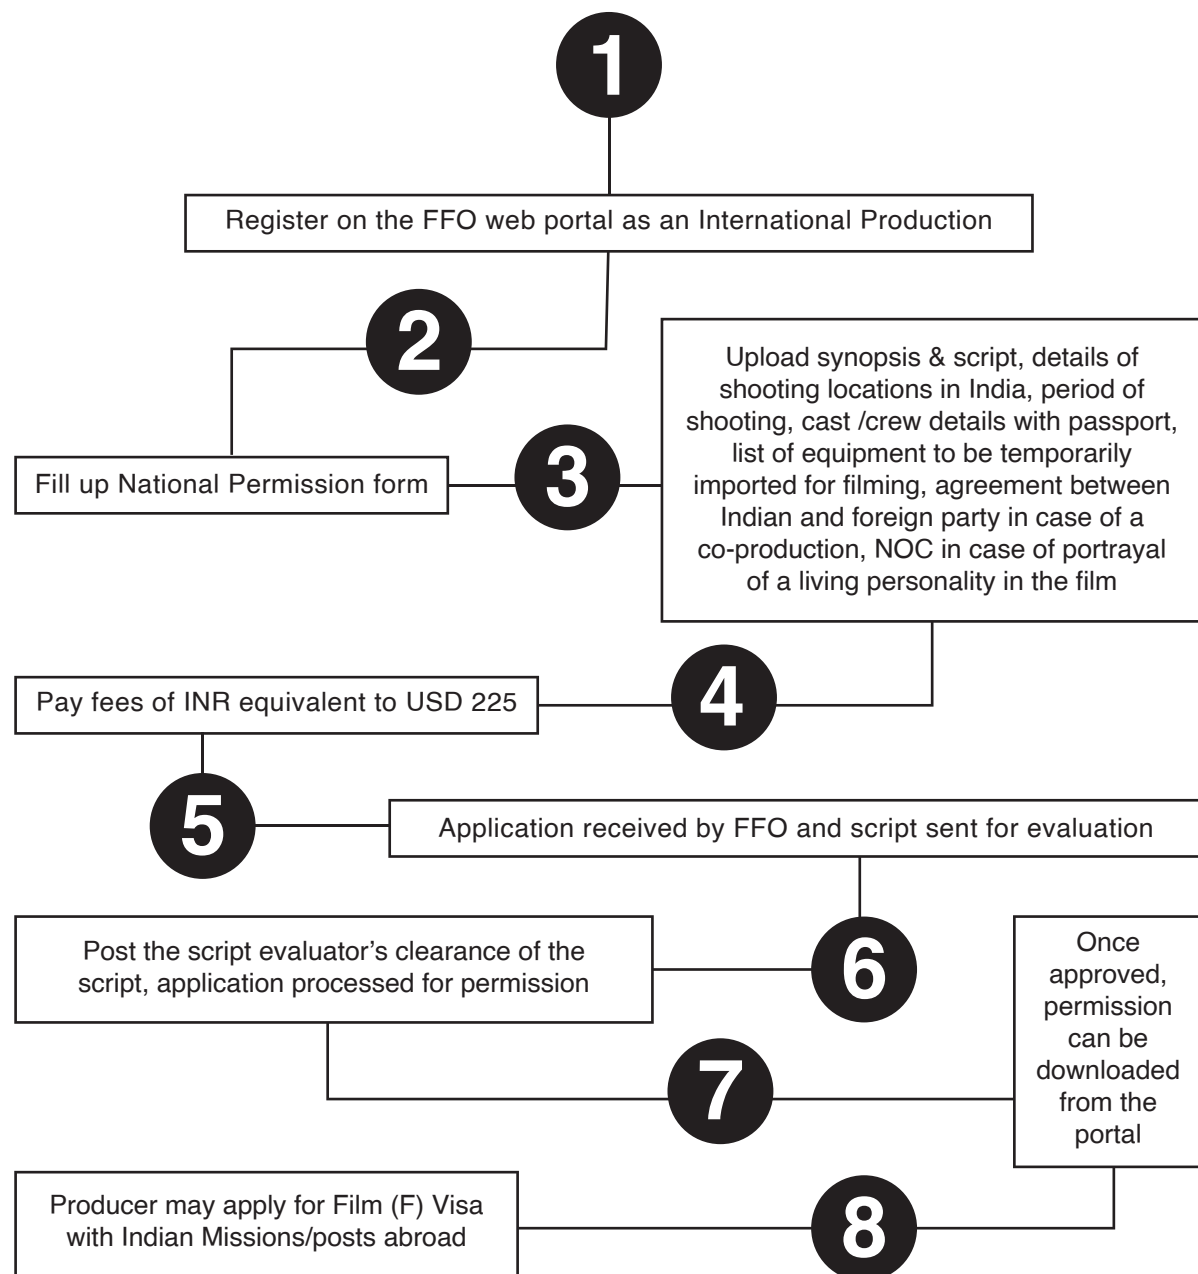 1
Register on the FFO web portal as an International Production
2
Fill up National Permission form
3
Upload synopsis & script, details of
shooting locations in India, period of
shooting, cast /crew details with passport,
list of equipment to be temporarily
imported for filming, agreement between
Indian and foreign party in case of a
co-production, NOC in case of portrayal
of a living personality in the film
4
Pay fees of INR equivalent to USD 225
5
Application received by FFO and script sent for evaluation
6
Post the script evaluator’s clearance of the
script, application processed for permission
7
Once
approved,
permission
can be
downloaded
from the
portal
8
Producer may apply for Film (F) Visa
with Indian Missions/posts abroad